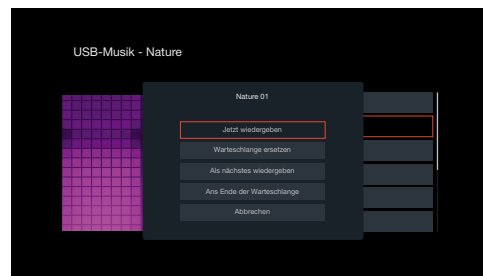 USB-Musik - Nature
Nature 01
Jetzt wiedergeben
Warteschlange ersetzen
Als nächstes wiedergeben
Ans Ende der Warteschlange
Abbrechen